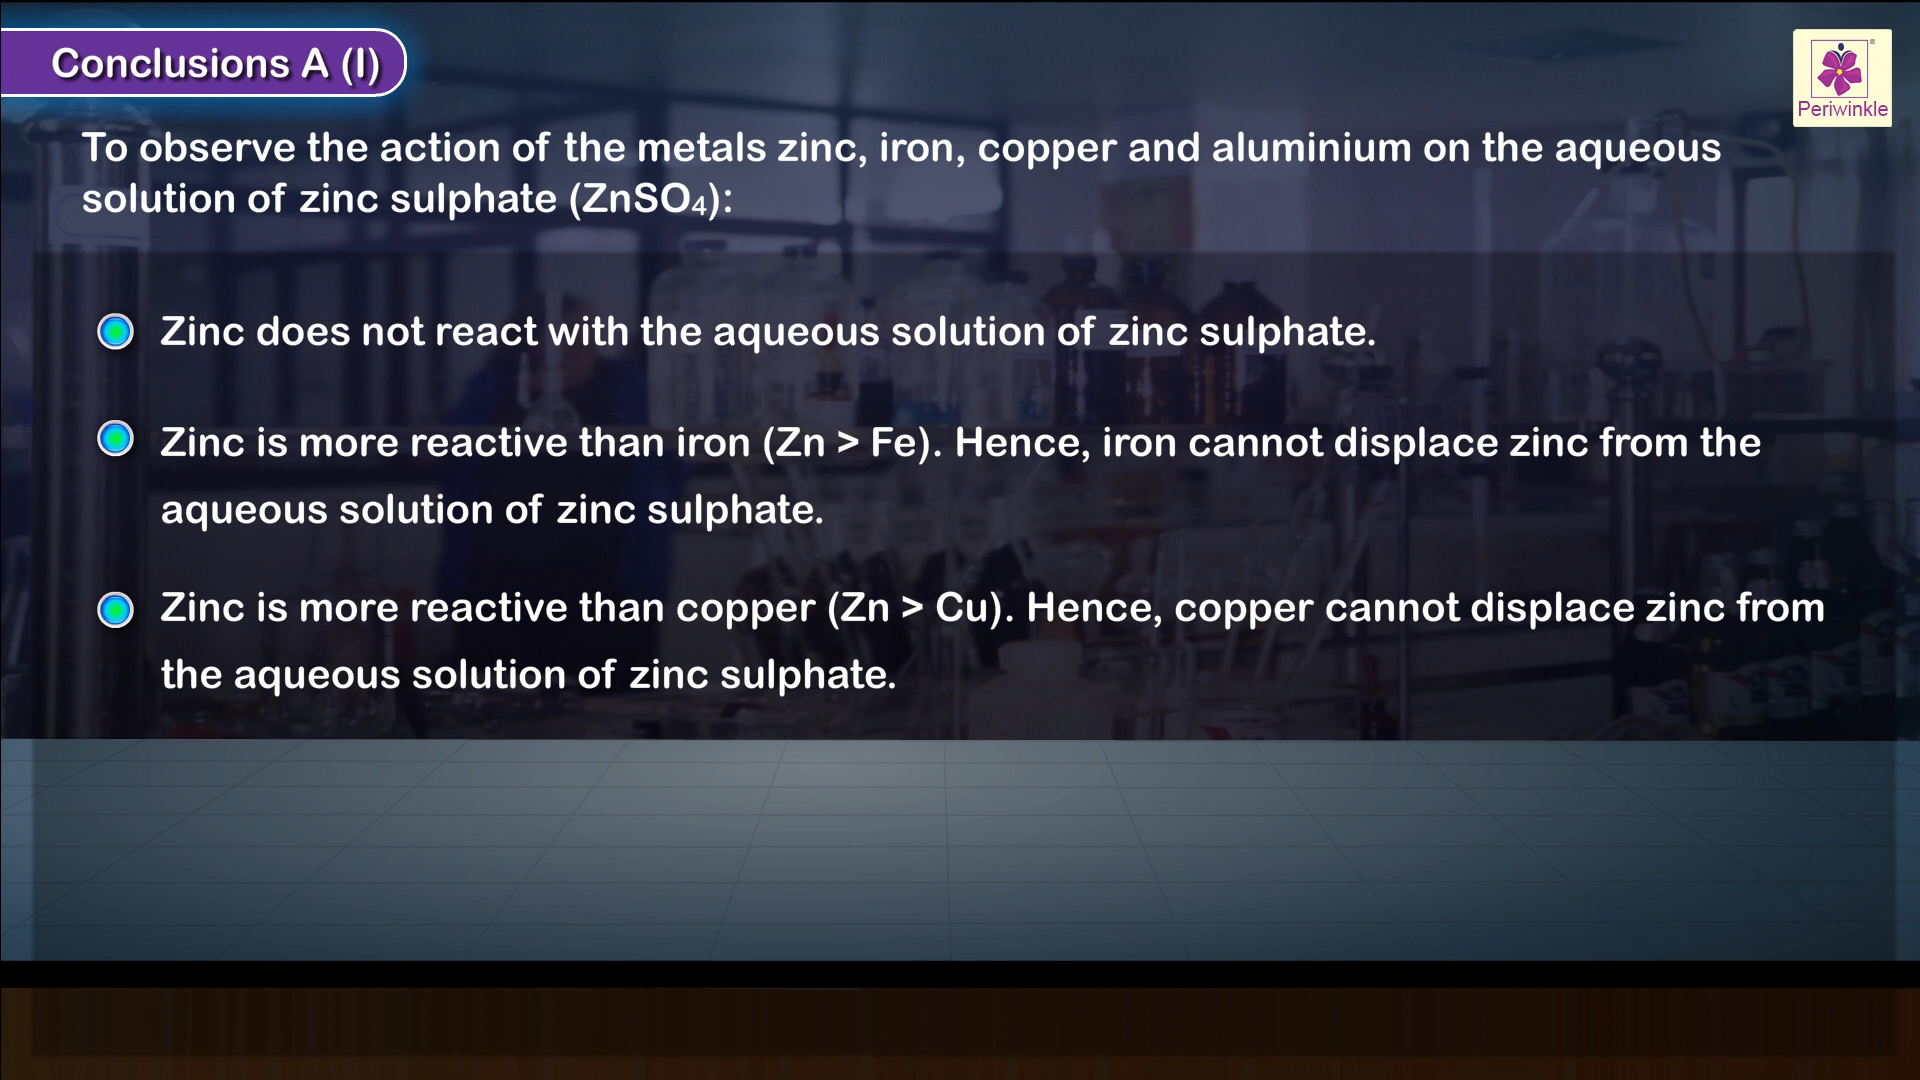 Conclusions A (I)
Periwinkle
To observe the action of the metals zinc, iron, copper and aluminium on the aqueous
solution of zinc sulphate (ZnSO₄):
Zinc does not react with the aqueous solution of zinc sulphate.
Zinc is more reactive than iron (Zn > Fe). Hence, iron cannot displace zinc from the
aqueous solution of zinc sulphate.
Zinc is more reactive than copper (Zn > Cu). Hence, copper cannot displace zinc from
the aqueous solution of zinc sulphate.